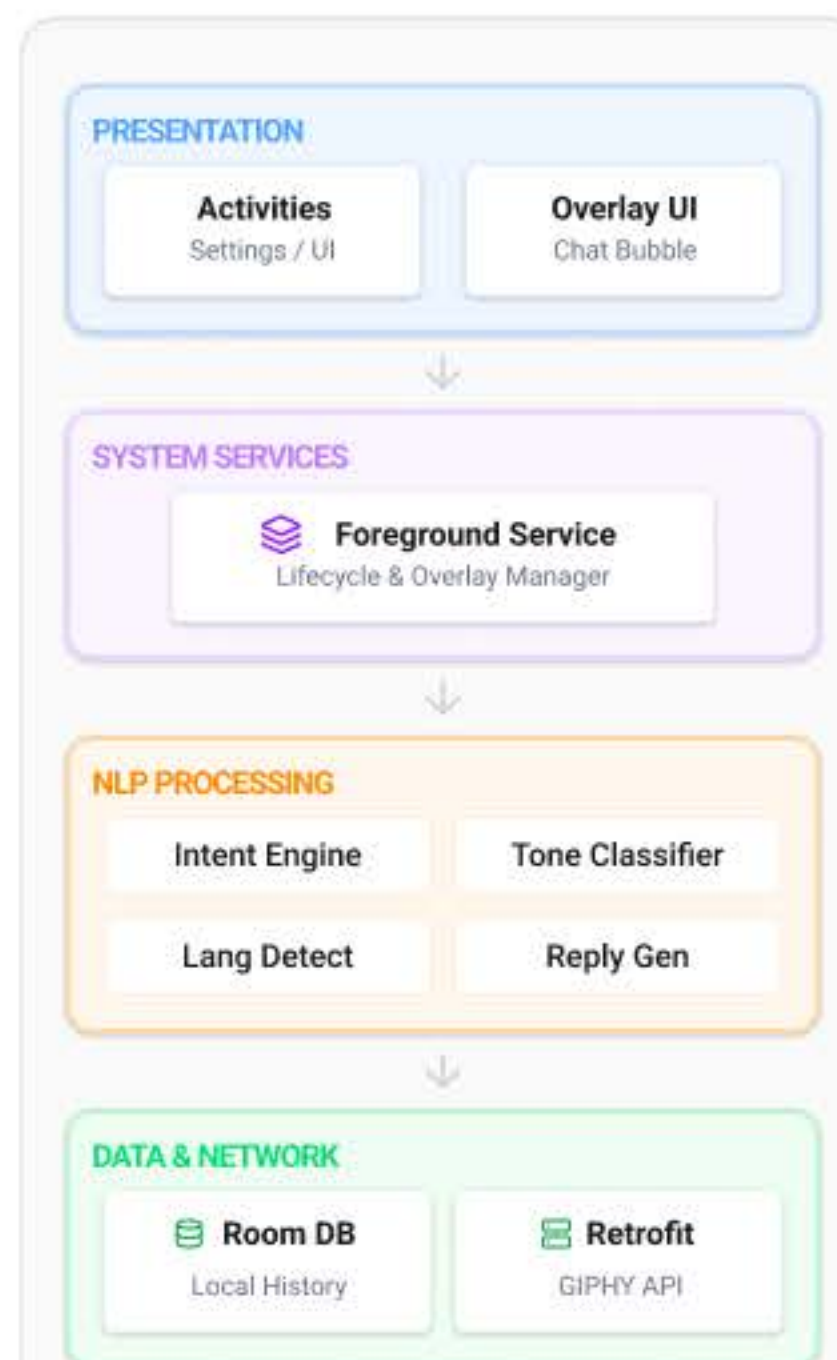 PRESENTATION
Activities
Settings / UI
Overlay UI
Chat Bubble
SYSTEM SERVICES
Foreground Service
Lifecycle & Overlay Manager
NLP PROCESSING
Intent Engine
Tone Classifier
Lang Detect
Reply Gen
DATA & NETWORK
Room DB
Local History
Retrofit
GIPHY API